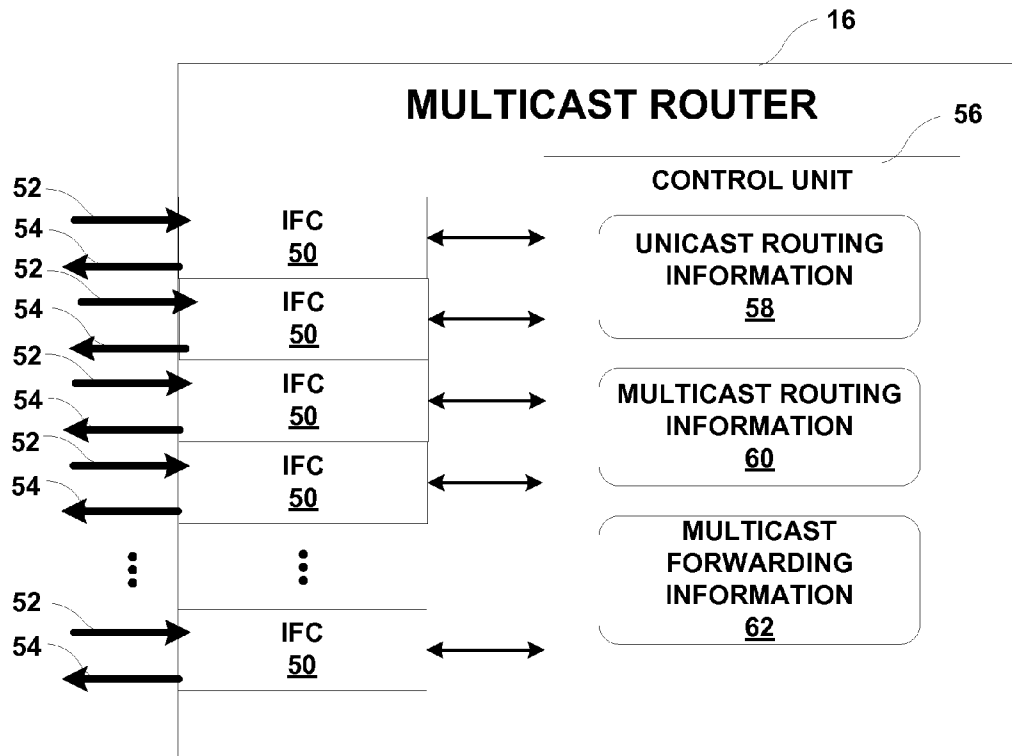 16
MULTICAST ROUTER
56
CONTROL UNIT
52
54
IFC
50
52
54
IFC
50
52
54
IFC
50
52
54
IFC
50
52
54
IFC
50
UNICAST ROUTING
INFORMATION
58
MULTICAST ROUTING
INFORMATION
60
MULTICAST
FORWARDING
INFORMATION
62